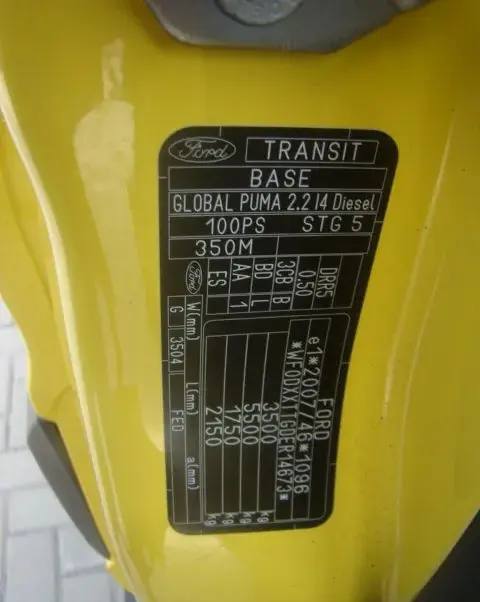 Ford TRANSIT
BASE
GLOBAL PUMA 2.2 I4 Diesel
100PS STG 5
350M
DRR5
0.50
3CB B
BD L
AA 1
ES
Ford
W(mm) L(mm) a(mm)
G 3504 FED
FORD
e1*2007/46*1096
3500 kg
5500 kg
1750 kg
2150 kg